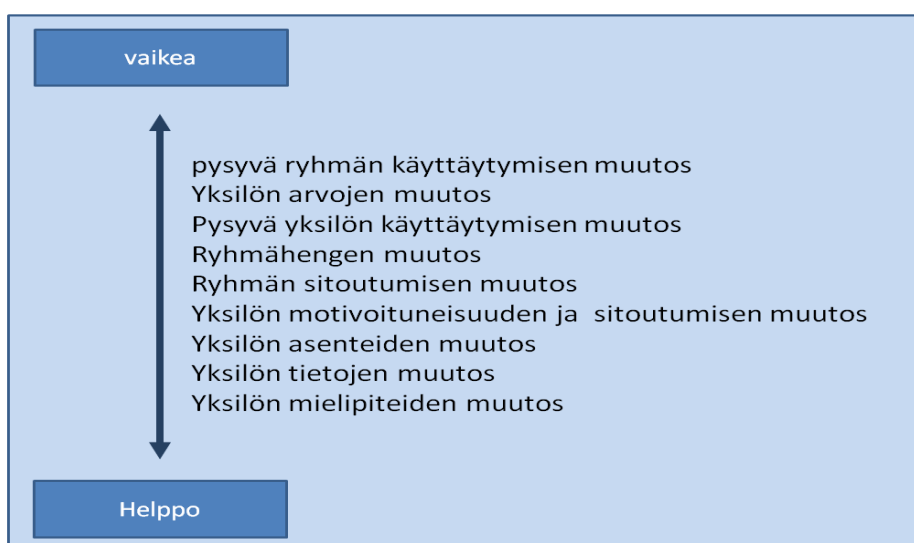 vaikea
pysyvä ryhmän käyttäytymisen muutos
Yksilön arvojen muutos
Pysyvä yksilön käyttäytymisen muutos
Ryhmähengen muutos
Ryhmän sitoutumisen muutos
Yksilön motivoituneisuuden ja sitoutumisen muutos
Yksilön asenteiden muutos
Yksilön tietojen muutos
Yksilön mielipiteiden muutos
Helppo